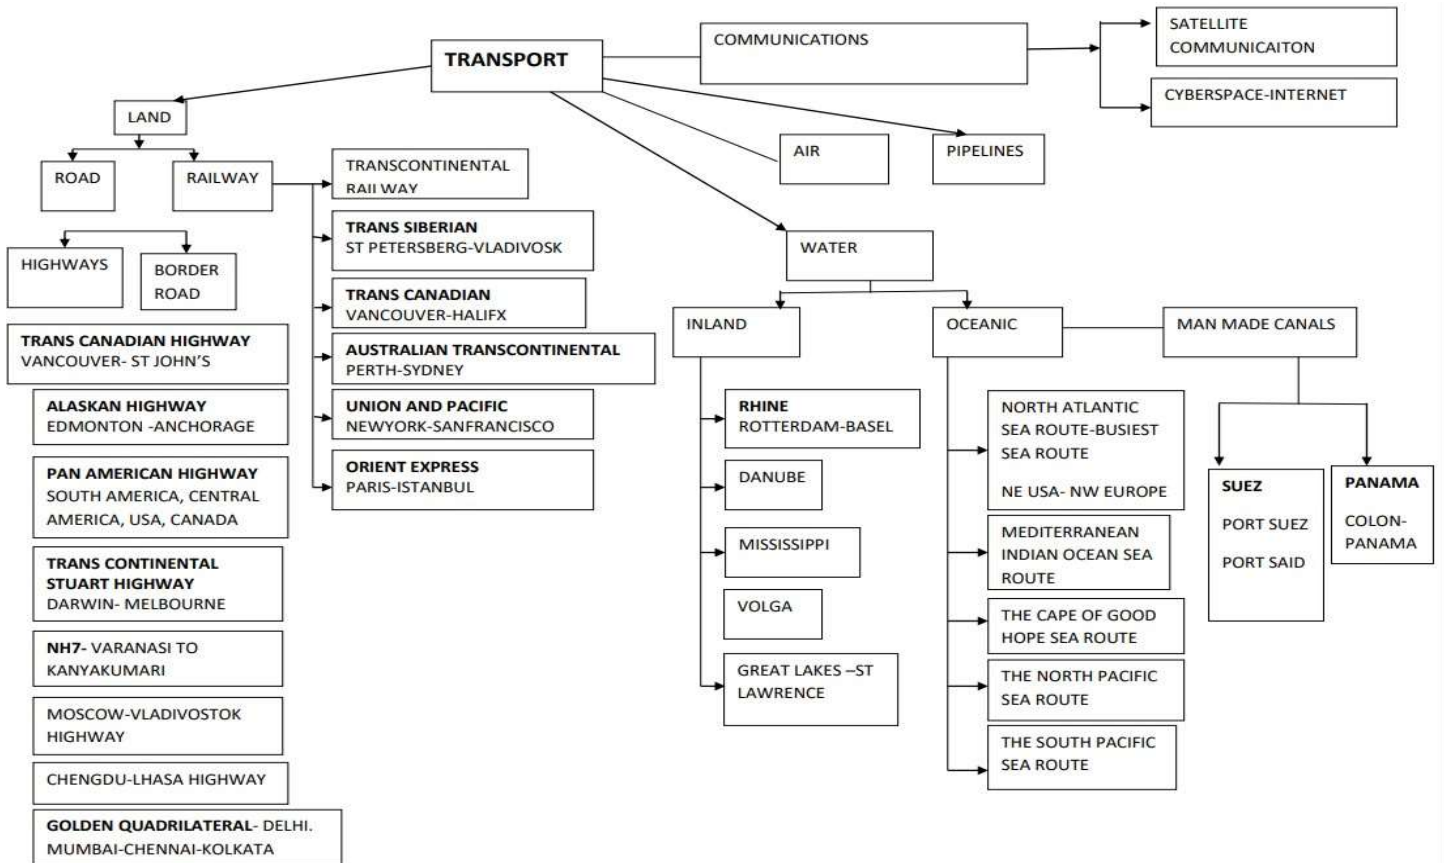 TRANSPORT
COMMUNICATIONS
SATELLITE
COMMUNICAITON
CYBERSPACE-INTERNET
LAND
ROAD
RAILWAY
AIR
PIPELINES
HIGHWAYS
BORDER
ROAD
TRANS CANADIAN HIGHWAY
VANCOUVER- ST JOHN'S
ALASKAN HIGHWAY
EDMONTON -ANCHORAGE
PAN AMERICAN HIGHWAY
SOUTH AMERICA, CENTRAL
AMERICA, USA, CANADA
TRANS CONTINENTAL
STUART HIGHWAY
DARWIN- MELBOURNE
NH7- VARANASI TO
KANYAKUMARI
MOSCOW-VLADIVOSTOK
HIGHWAY
CHENGDU-LHASA HIGHWAY
GOLDEN QUADRILATERAL- DELHI.
MUMBAI-CHENNAI-KOLKATA
TRANSCONTINENTAL
RAILWAY
TRANS SIBERIAN
ST PETERSBERG-VLADIVOSK
TRANS CANADIAN
VANCOUVER-HALIFX
AUSTRALIAN TRANSCONTINENTAL
PERTH-SYDNEY
UNION AND PACIFIC
NEWYORK-SANFRANCISCO
ORIENT EXPRESS
PARIS-ISTANBUL
WATER
INLAND
OCEANIC
MAN MADE CANALS
RHINE
ROTTERDAM-BASEL
DANUBE
MISSISSIPPI
VOLGA
GREAT LAKES –ST
LAWRENCE
NORTH ATLANTIC
SEA ROUTE-BUSIEST
SEA ROUTE
NE USA- NW EUROPE
MEDITERRANEAN
INDIAN OCEAN SEA
ROUTE
THE CAPE OF GOOD
HOPE SEA ROUTE
THE NORTH PACIFIC
SEA ROUTE
THE SOUTH PACIFIC
SEA ROUTE
SUEZ
PORT SUEZ
PORT SAID
PANAMA
COLON-
PANAMA